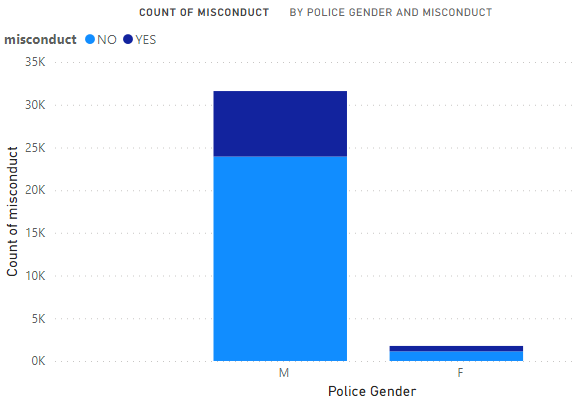 COUNT OF MISCONDUCT BY POLICE GENDER AND MISCONDUCT
misconduct NO YES
35K
30K
25K
20K
15K
10K
5K
0K
Count of misconduct
M F
Police Gender